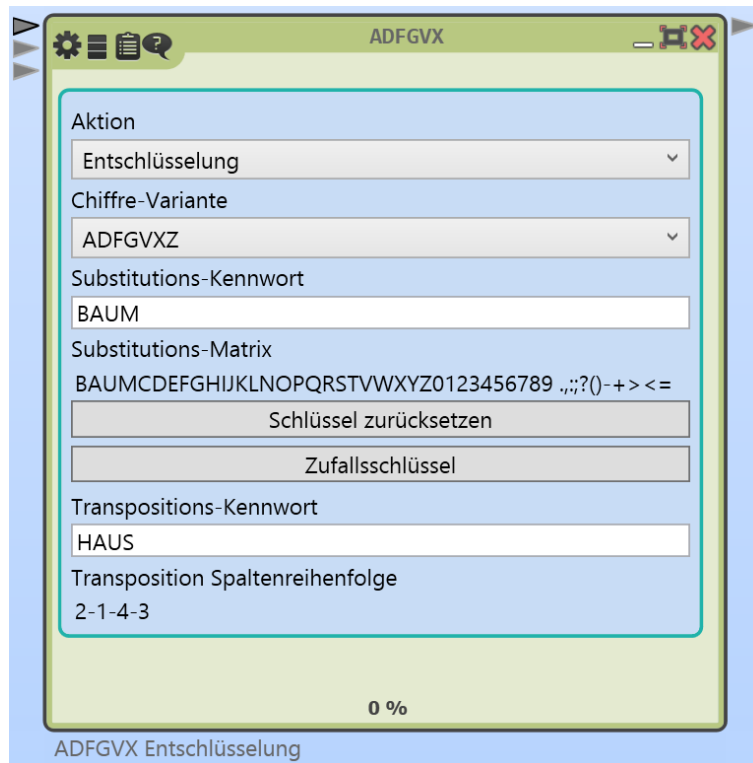 ADFGVX
Aktion
Entschlüsselung
Chiffre-Variante
ADFGVXZ
Substitutions-Kennwort
BAUM
Substitutions-Matrix
BAUMCDEFGHIJKLNOPQRSTVWXYZ0123456789 .,:;?()-+><=
Schlüssel zurücksetzen
Zufallsschlüssel
Transpositions-Kennwort
HAUS
Transposition Spaltenreihenfolge
2-1-4-3
0 %
ADFGVX Entschlüsselung